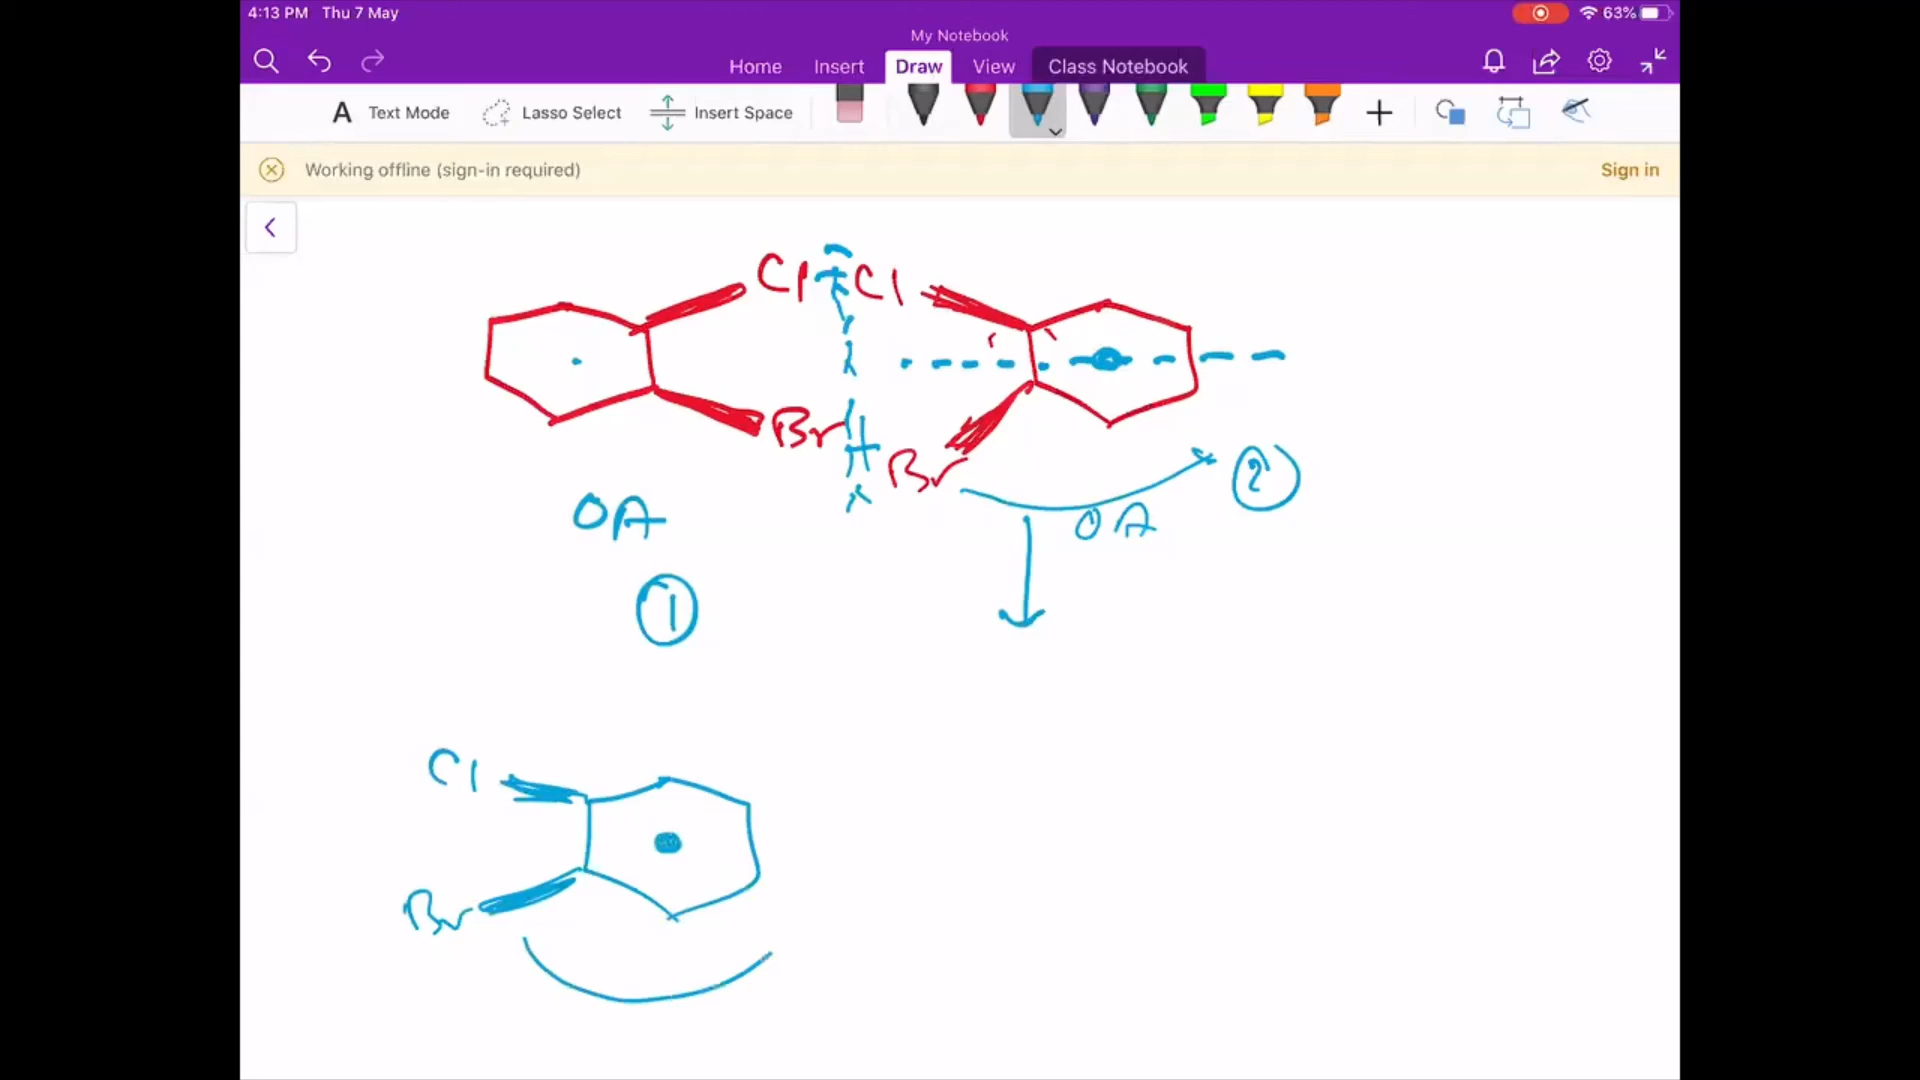 4:13 PM Thu 7 May
63%
My Notebook
Home Insert Draw View Class Notebook
A Text Mode Lasso Select Insert Space
Working offline (sign-in required) Sign in
Cl Cl
Br Br
OA OA 2
1
Cl
Br